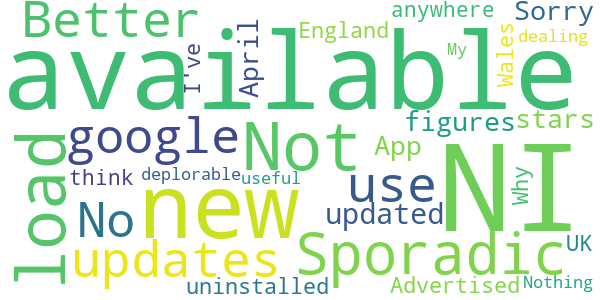 Better
England
anywhere
Sorry
dealing
My
Wales
I've
April
available
google
Not
figures
stars
App
load
think
deplorable
useful
use
NI
Why
No
new
updated
updates
Sporadic
UK
uninstalled
Advertised
Nothing